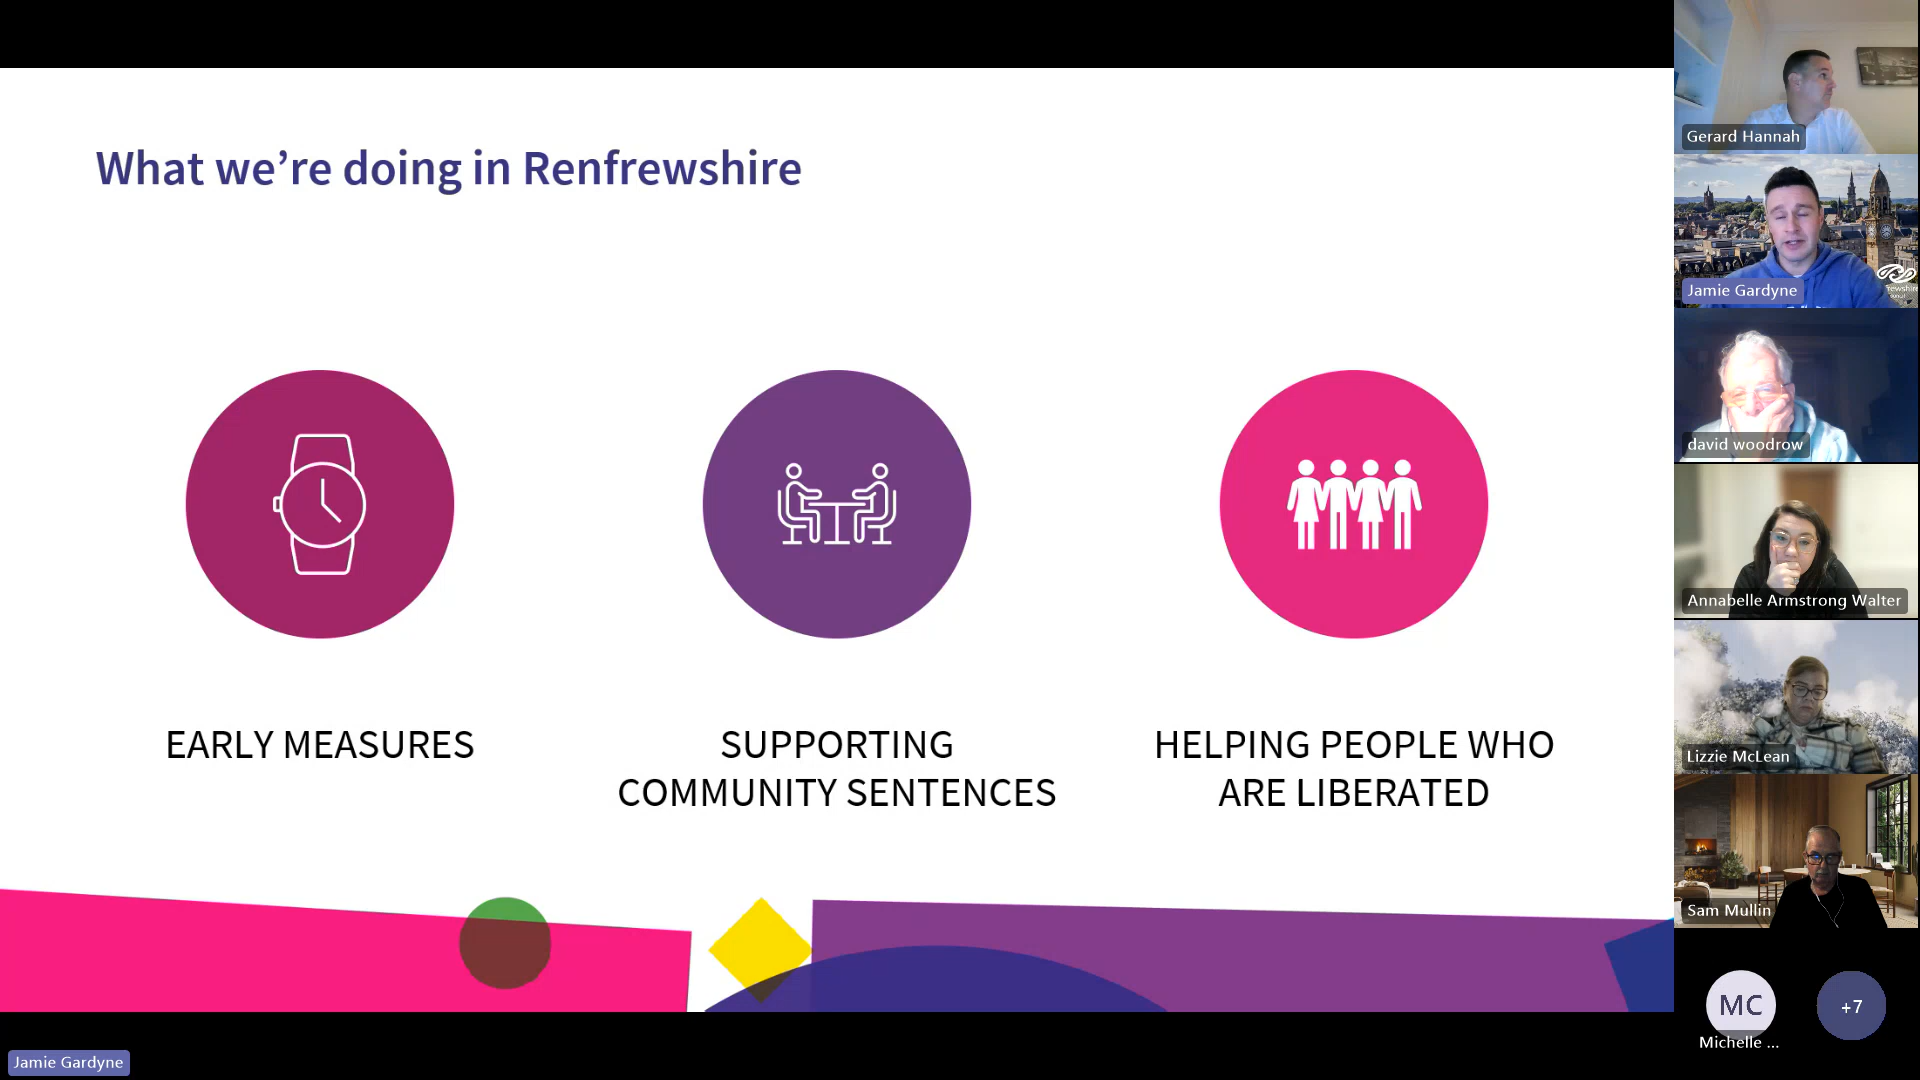 What we’re doing in Renfrewshire
EARLY MEASURES
SUPPORTING
COMMUNITY SENTENCES
HELPING PEOPLE WHO
ARE LIBERATED
Gerard Hannah
Jamie Gardyne
david woodrow
Annabelle Armstrong Walter
Lizzie McLean
Sam Mullin
MC
+7
Michelle ...
Jamie Gardyne